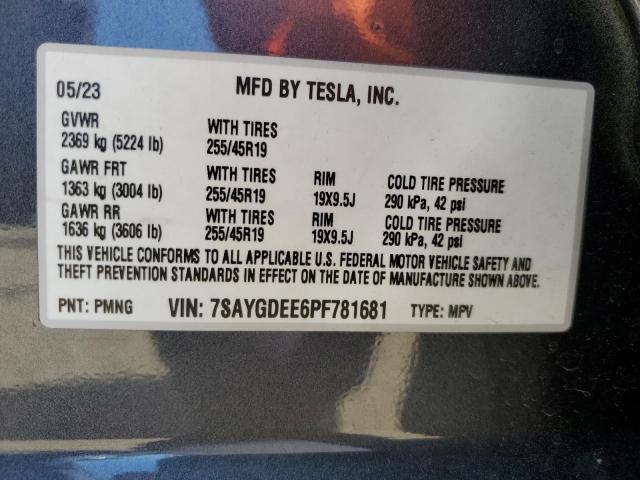 05/23 MFD BY TESLA, INC.
GVWR
2369 kg (5224 lb) WITH TIRES 255/45R19
GAWR FRT
1363 kg (3004 lb) WITH TIRES 255/45R19 RIM 19X9.5J COLD TIRE PRESSURE 290 kPa, 42 psi
GAWR RR
1636 kg (3606 lb) WITH TIRES 255/45R19 RIM 19X9.5J COLD TIRE PRESSURE 290 kPa, 42 psi
THIS VEHICLE CONFORMS TO ALL APPLICABLE U.S. FEDERAL MOTOR VEHICLE SAFETY AND
THEFT PREVENTION STANDARDS IN EFFECT ON THE DATE OF MANUFACTURE SHOWN ABOVE.
PNT: PMNG VIN: 7SAYGDEE6PF781681 TYPE: MPV